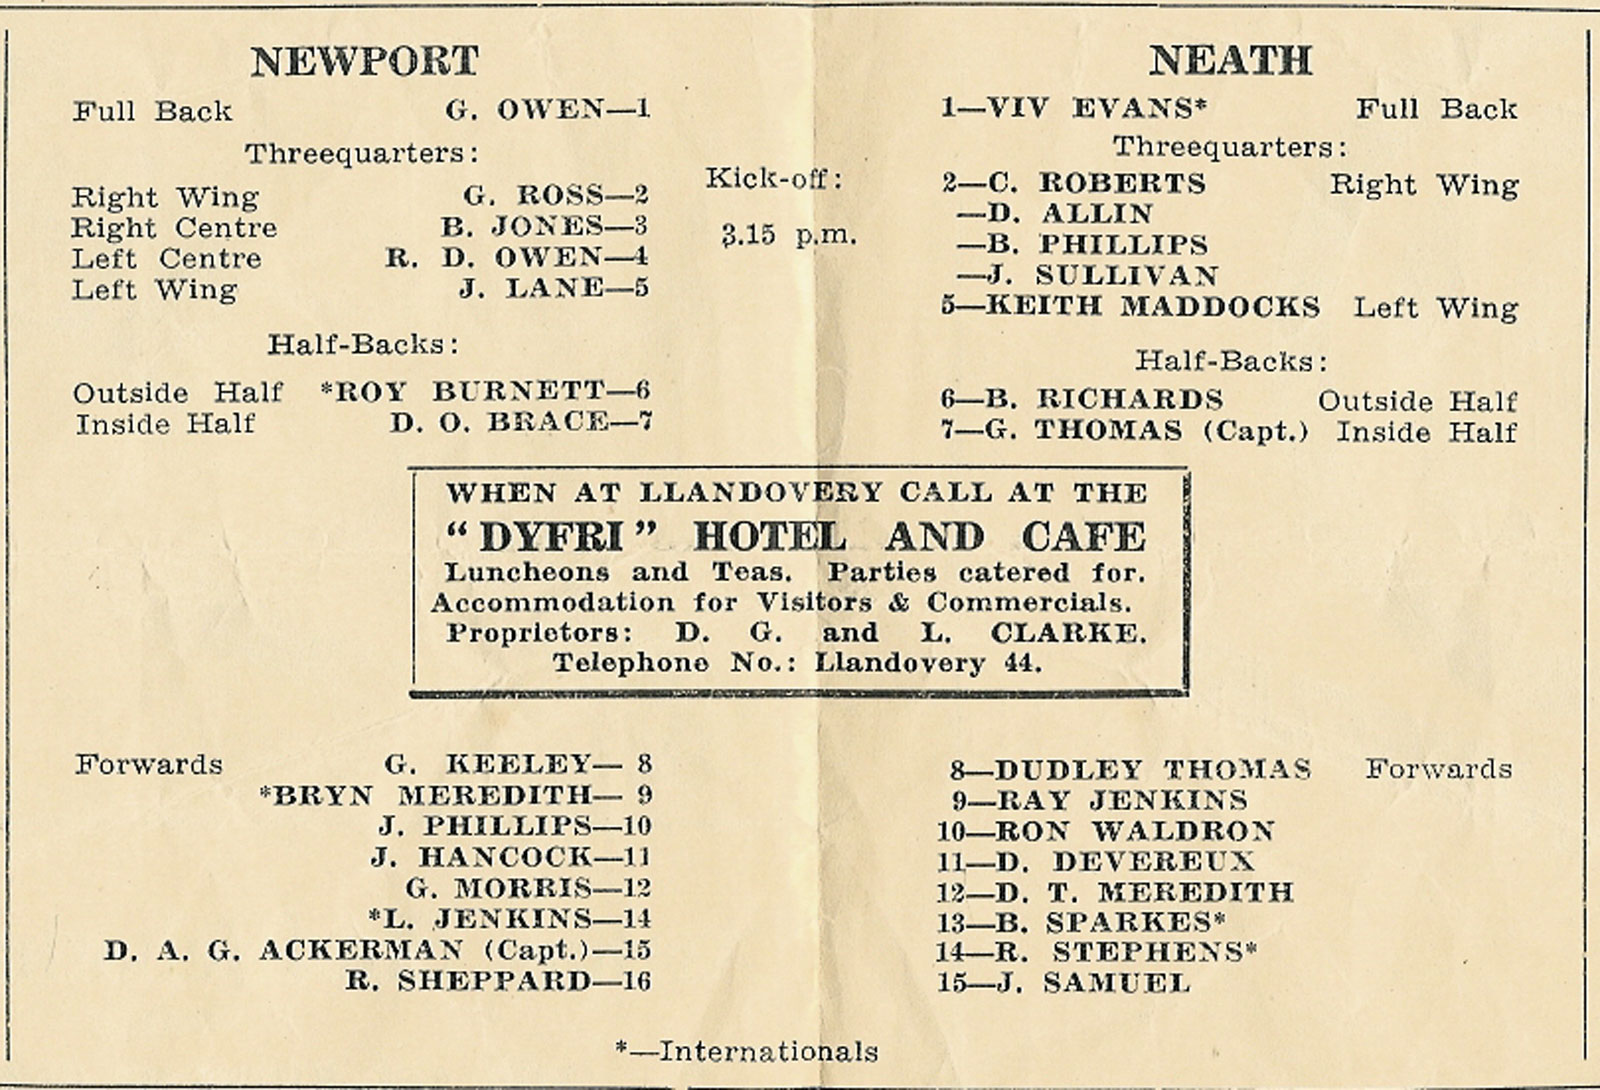 NEWPORT
Full Back G. OWEN—1
Threequarters:
Right Wing G. ROSS—2
Right Centre B. JONES—3
Left Centre R. D. OWEN—4
Left Wing J. LANE—5
Half-Backs:
Outside Half *ROY BURNETT—6
Inside Half D. O. BRACE—7
Kick-off:
3.15 p.m.
NEATH
1—VIV EVANS* Full Back
Threequarters:
2—C. ROBERTS Right Wing
—D. ALLIN
—B. PHILLIPS
—J. SULLIVAN
5—KEITH MADDOCKS Left Wing
Half-Backs:
6—B. RICHARDS Outside Half
7—G. THOMAS (Capt.) Inside Half
WHEN AT LLANDOVERY CALL AT THE
"DYFRI" HOTEL AND CAFE
Luncheons and Teas. Parties catered for.
Accommodation for Visitors & Commercials.
Proprietors: D. G. and L. CLARKE.
Telephone No.: Llandovery 44.
Forwards G. KEELEY— 8
*BRYN MEREDITH— 9
J. PHILLIPS—10
J. HANCOCK—11
G. MORRIS—12
*L. JENKINS—14
D. A. G. ACKERMAN (Capt.)—15
R. SHEPPARD—16
8—DUDLEY THOMAS Forwards
9—RAY JENKINS
10—RON WALDRON
11—D. DEVEREUX
12—D. T. MEREDITH
13—B. SPARKES*
14—R. STEPHENS*
15—J. SAMUEL
*—Internationals